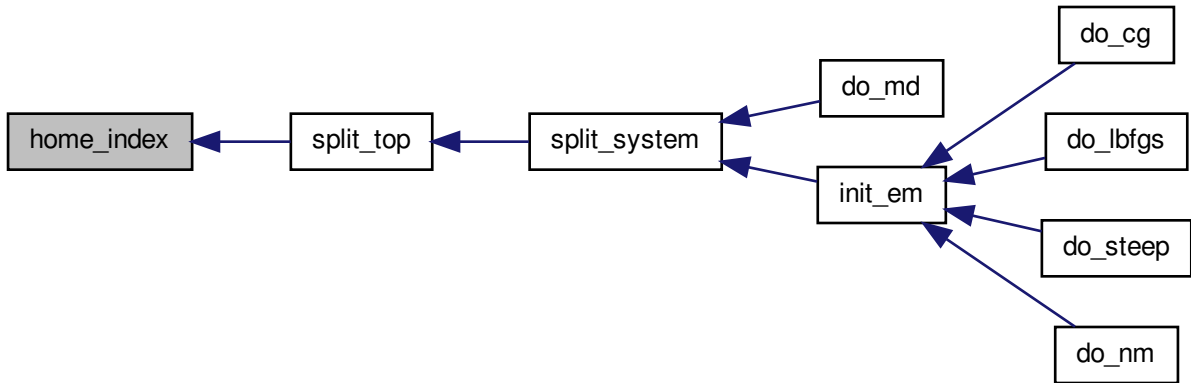 home_index
split_top
split_system
do_md
init_em
do_cg
do_lbfgs
do_steep
do_nm